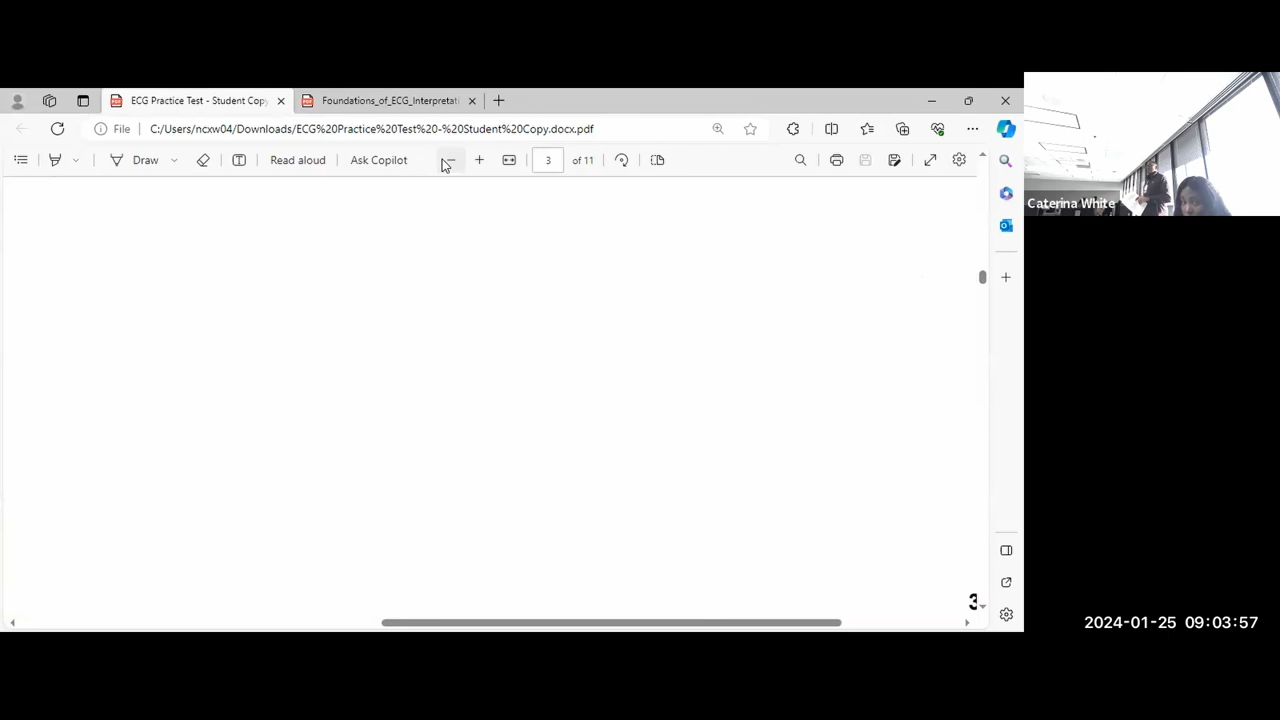 ECG Practice Test - Student Copy
Foundations_of_ECG_Interpretati
File
C:/Users/ncxw04/Downloads/ECG%20Practice%20Test%20-%20Student%20Copy.docx.pdf
Draw
Read aloud
Ask Copilot
3
of 11
Caterina White
3
2024-01-25 09:03:57